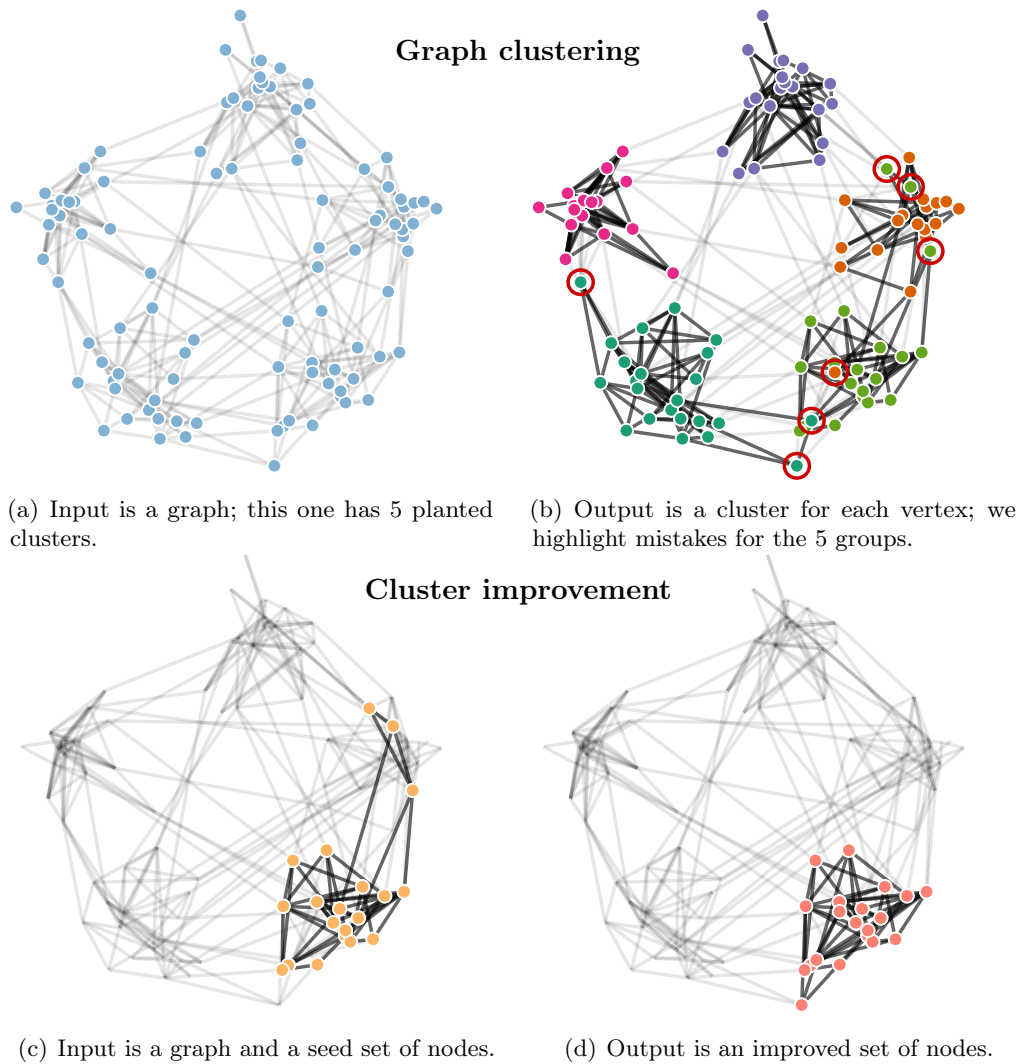 Graph clustering
(a) Input is a graph; this one has 5 planted
clusters.
(b) Output is a cluster for each vertex; we
highlight mistakes for the 5 groups.
Cluster improvement
(c) Input is a graph and a seed set of nodes.
(d) Output is an improved set of nodes.